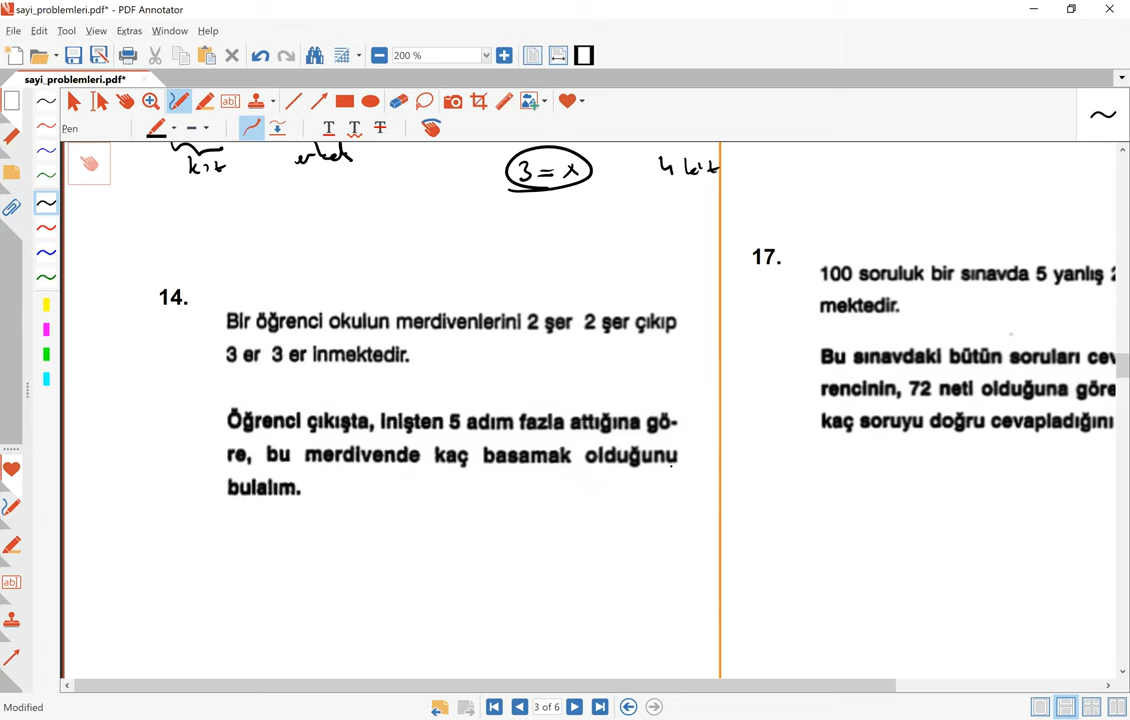 sayi_problemleri.pdf* - PDF Annotator
File Edit Tool View Extras Window Help
200 %
sayi_problemleri.pdf*
Pen
kız
erkek
3 = x
4 kız
14.
Bir öğrenci okulun merdivenlerini 2 şer 2 şer çıkıp
3 er 3 er inmektedir.
Öğrenci çıkışta, inişten 5 adım fazla attığına gö-
re, bu merdivende kaç basamak olduğunu
bulalım.
17.
100 soruluk bir sınavda 5 yanlış
mektedir.
Bu sınavdaki bütün soruları cev
rencinin, 72 neti olduğuna göre
kaç soruyu doğru cevapladığını
Modified
3 of 6